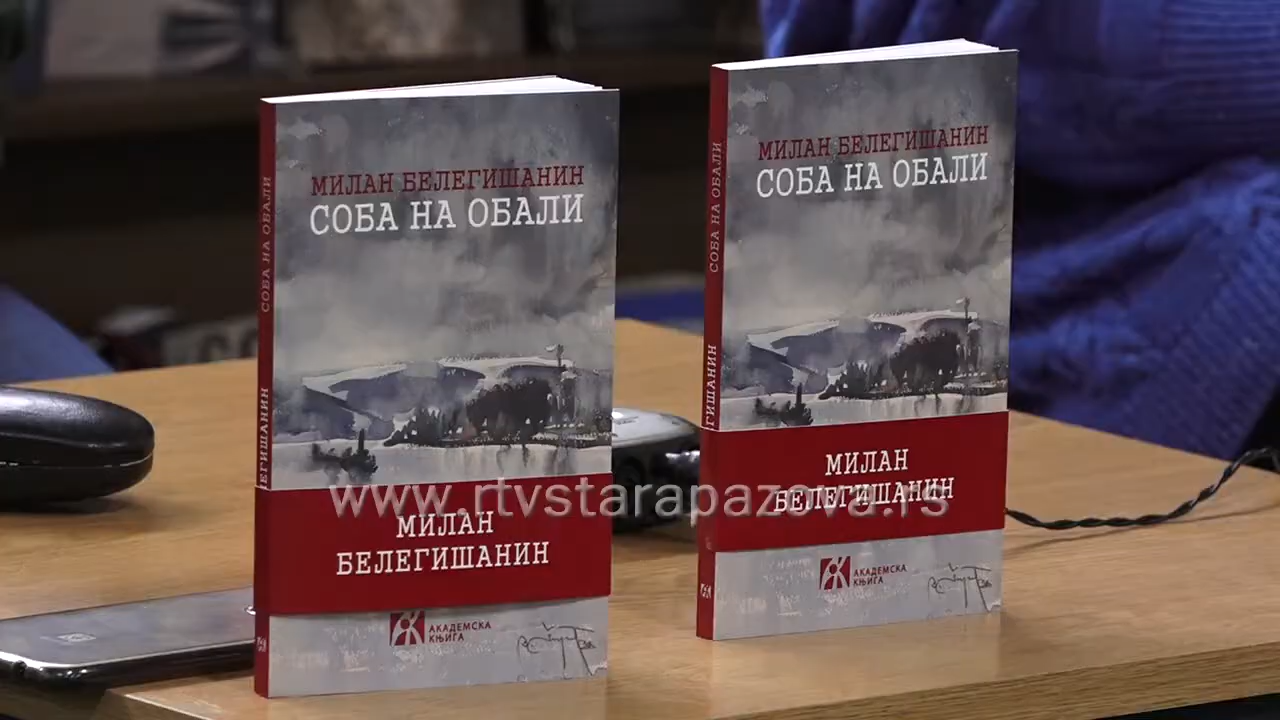 МИЛАН БЕЛЕГИШАНИН
СОБА НА ОБАЛИ
СОБА НА ОБАЛИ
ЕГИШАНИН
МИЛАН
БЕЛЕГИШАНИН
АКАДЕМСКА
КЊИГА
МИЛАН БЕЛЕГИШАНИН
СОБА НА ОБАЛИ
СОБА НА ОБАЛИ
ГИШАНИН
МИЛАН
БЕЛЕГИШАНИН
АКАДЕМСКА
КЊИГА
www.rtvstarapazova.rs